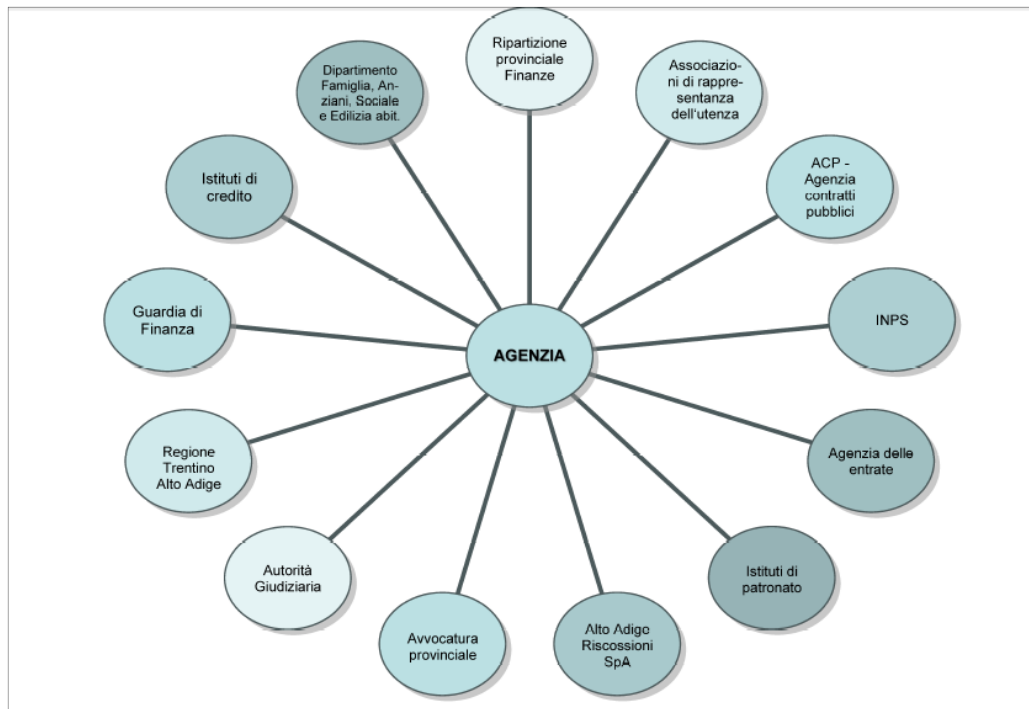 Ripartizione
provinciale
Finanze
Associazio-
ni di rappre-
sentanza
dell'utenza
ACP -
Agenzia
contratti
pubblici
INPS
Agenzia delle
entrate
Istituti di
patronato
Alto Adige
Riscossioni
SpA
Avvocatura
provinciale
Autorità
Giudiziaria
Regione
Trentino
Alto Adige
Guardia di
Finanza
Istituti di
credito
Dipartimento
Famiglia, An-
ziani, Sociale
e Edilizia abit.
AGENZIA